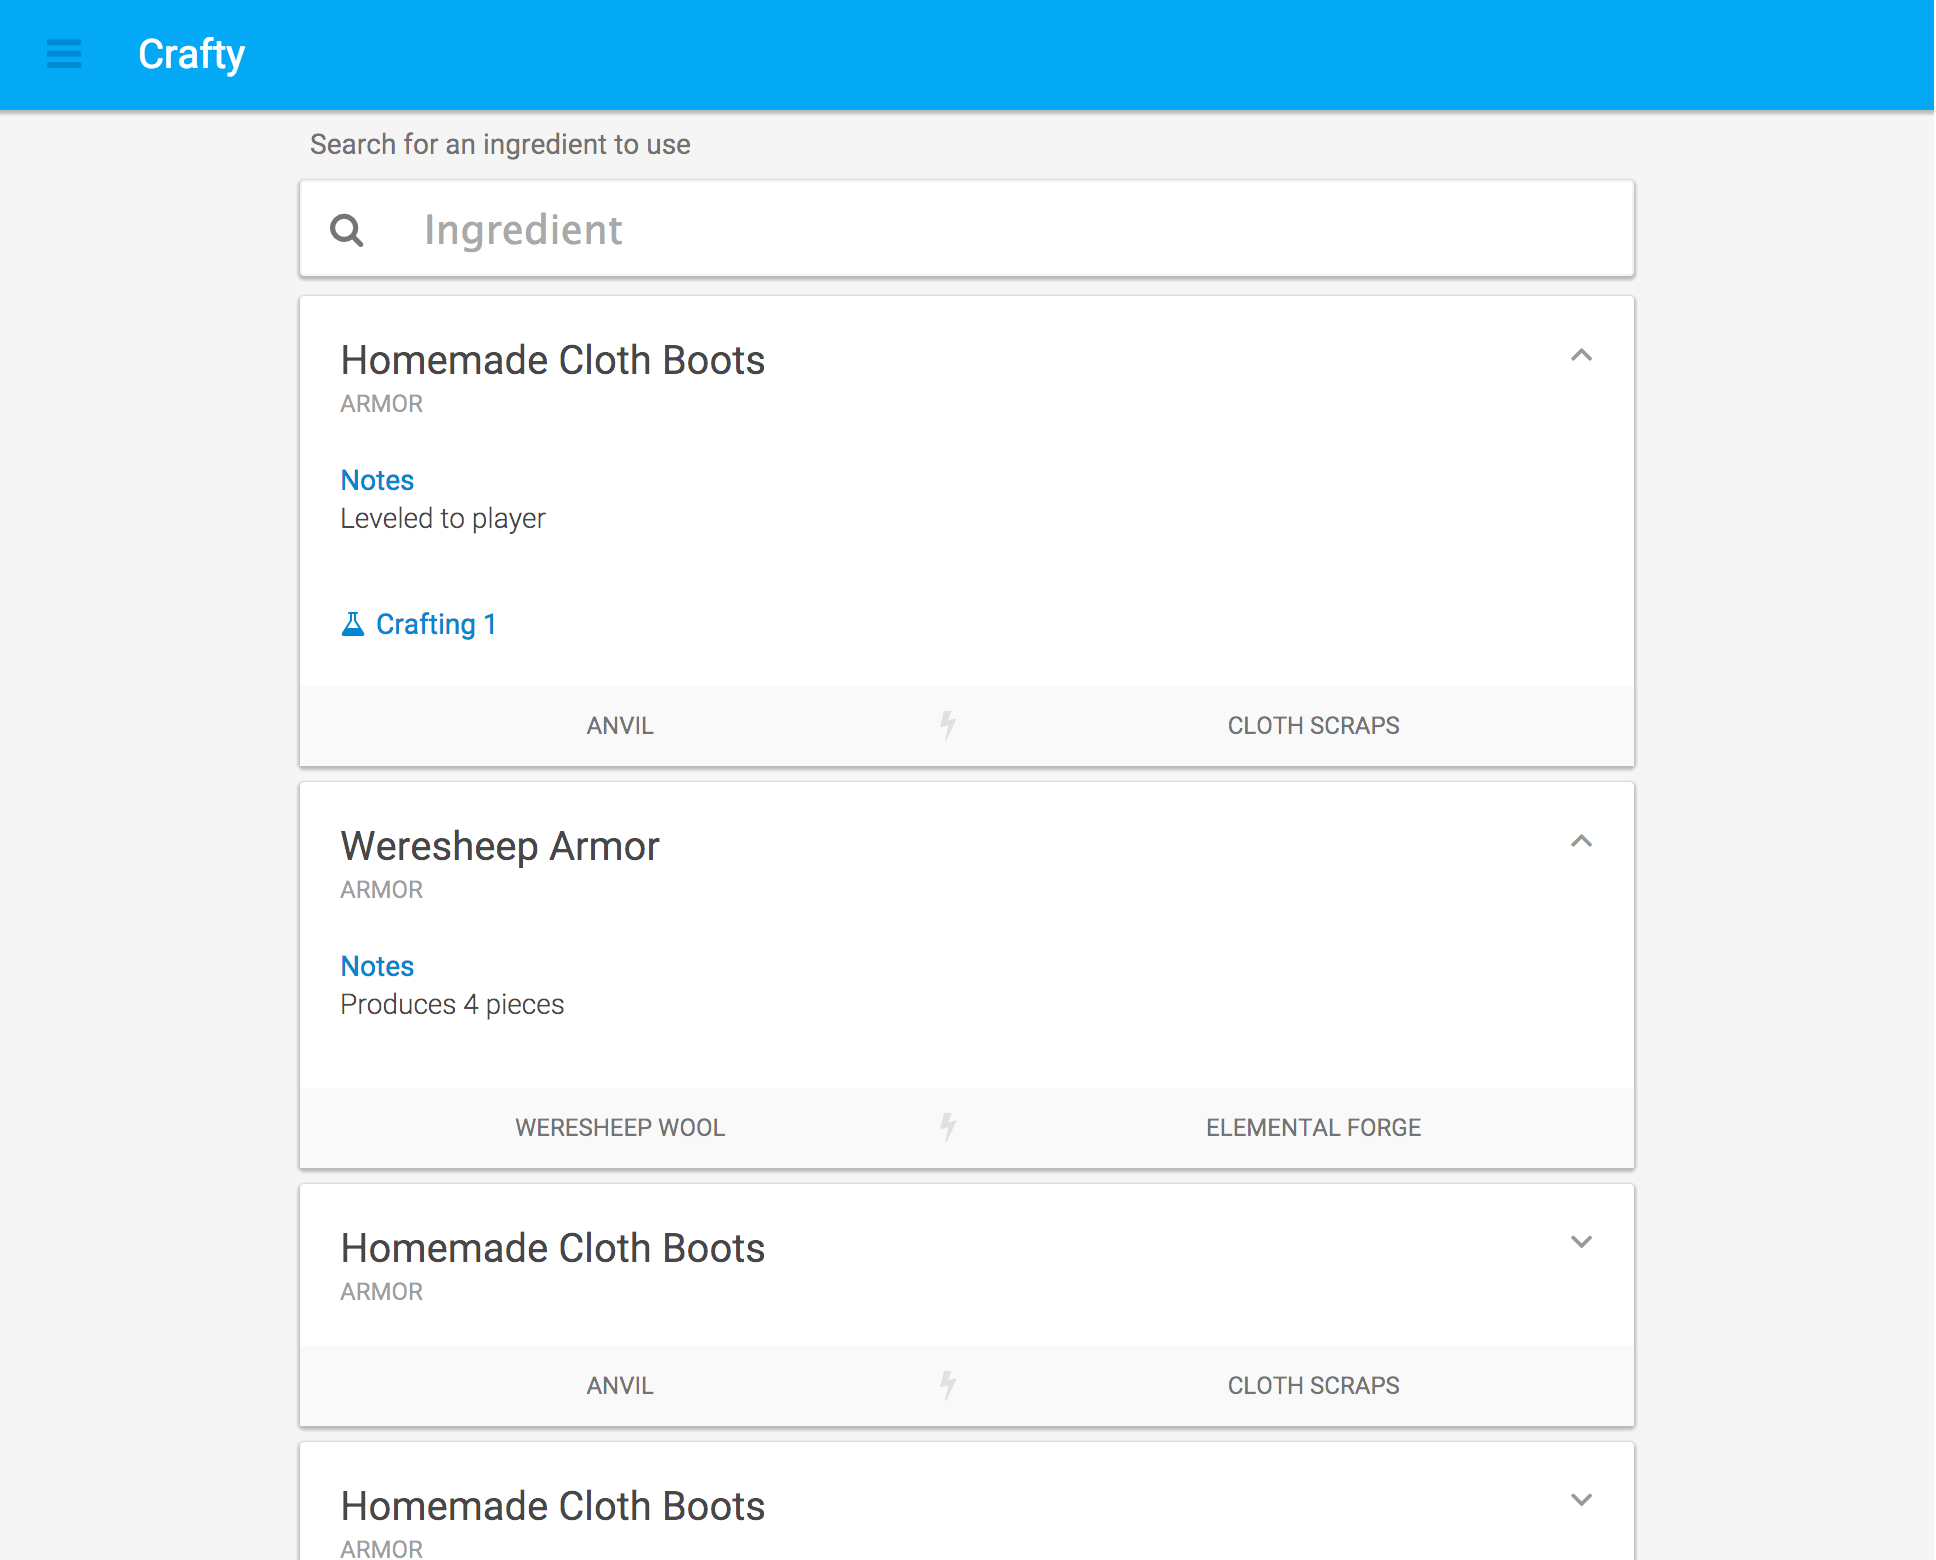 Crafty
Search for an ingredient to use
Ingredient
Homemade Cloth Boots
ARMOR
Notes
Leveled to player
Crafting 1
ANVIL
CLOTH SCRAPS
Weresheep Armor
ARMOR
Notes
Produces 4 pieces
WERESHEEP WOOL
ELEMENTAL FORGE
Homemade Cloth Boots
ARMOR
ANVIL
CLOTH SCRAPS
Homemade Cloth Boots
ARMOR